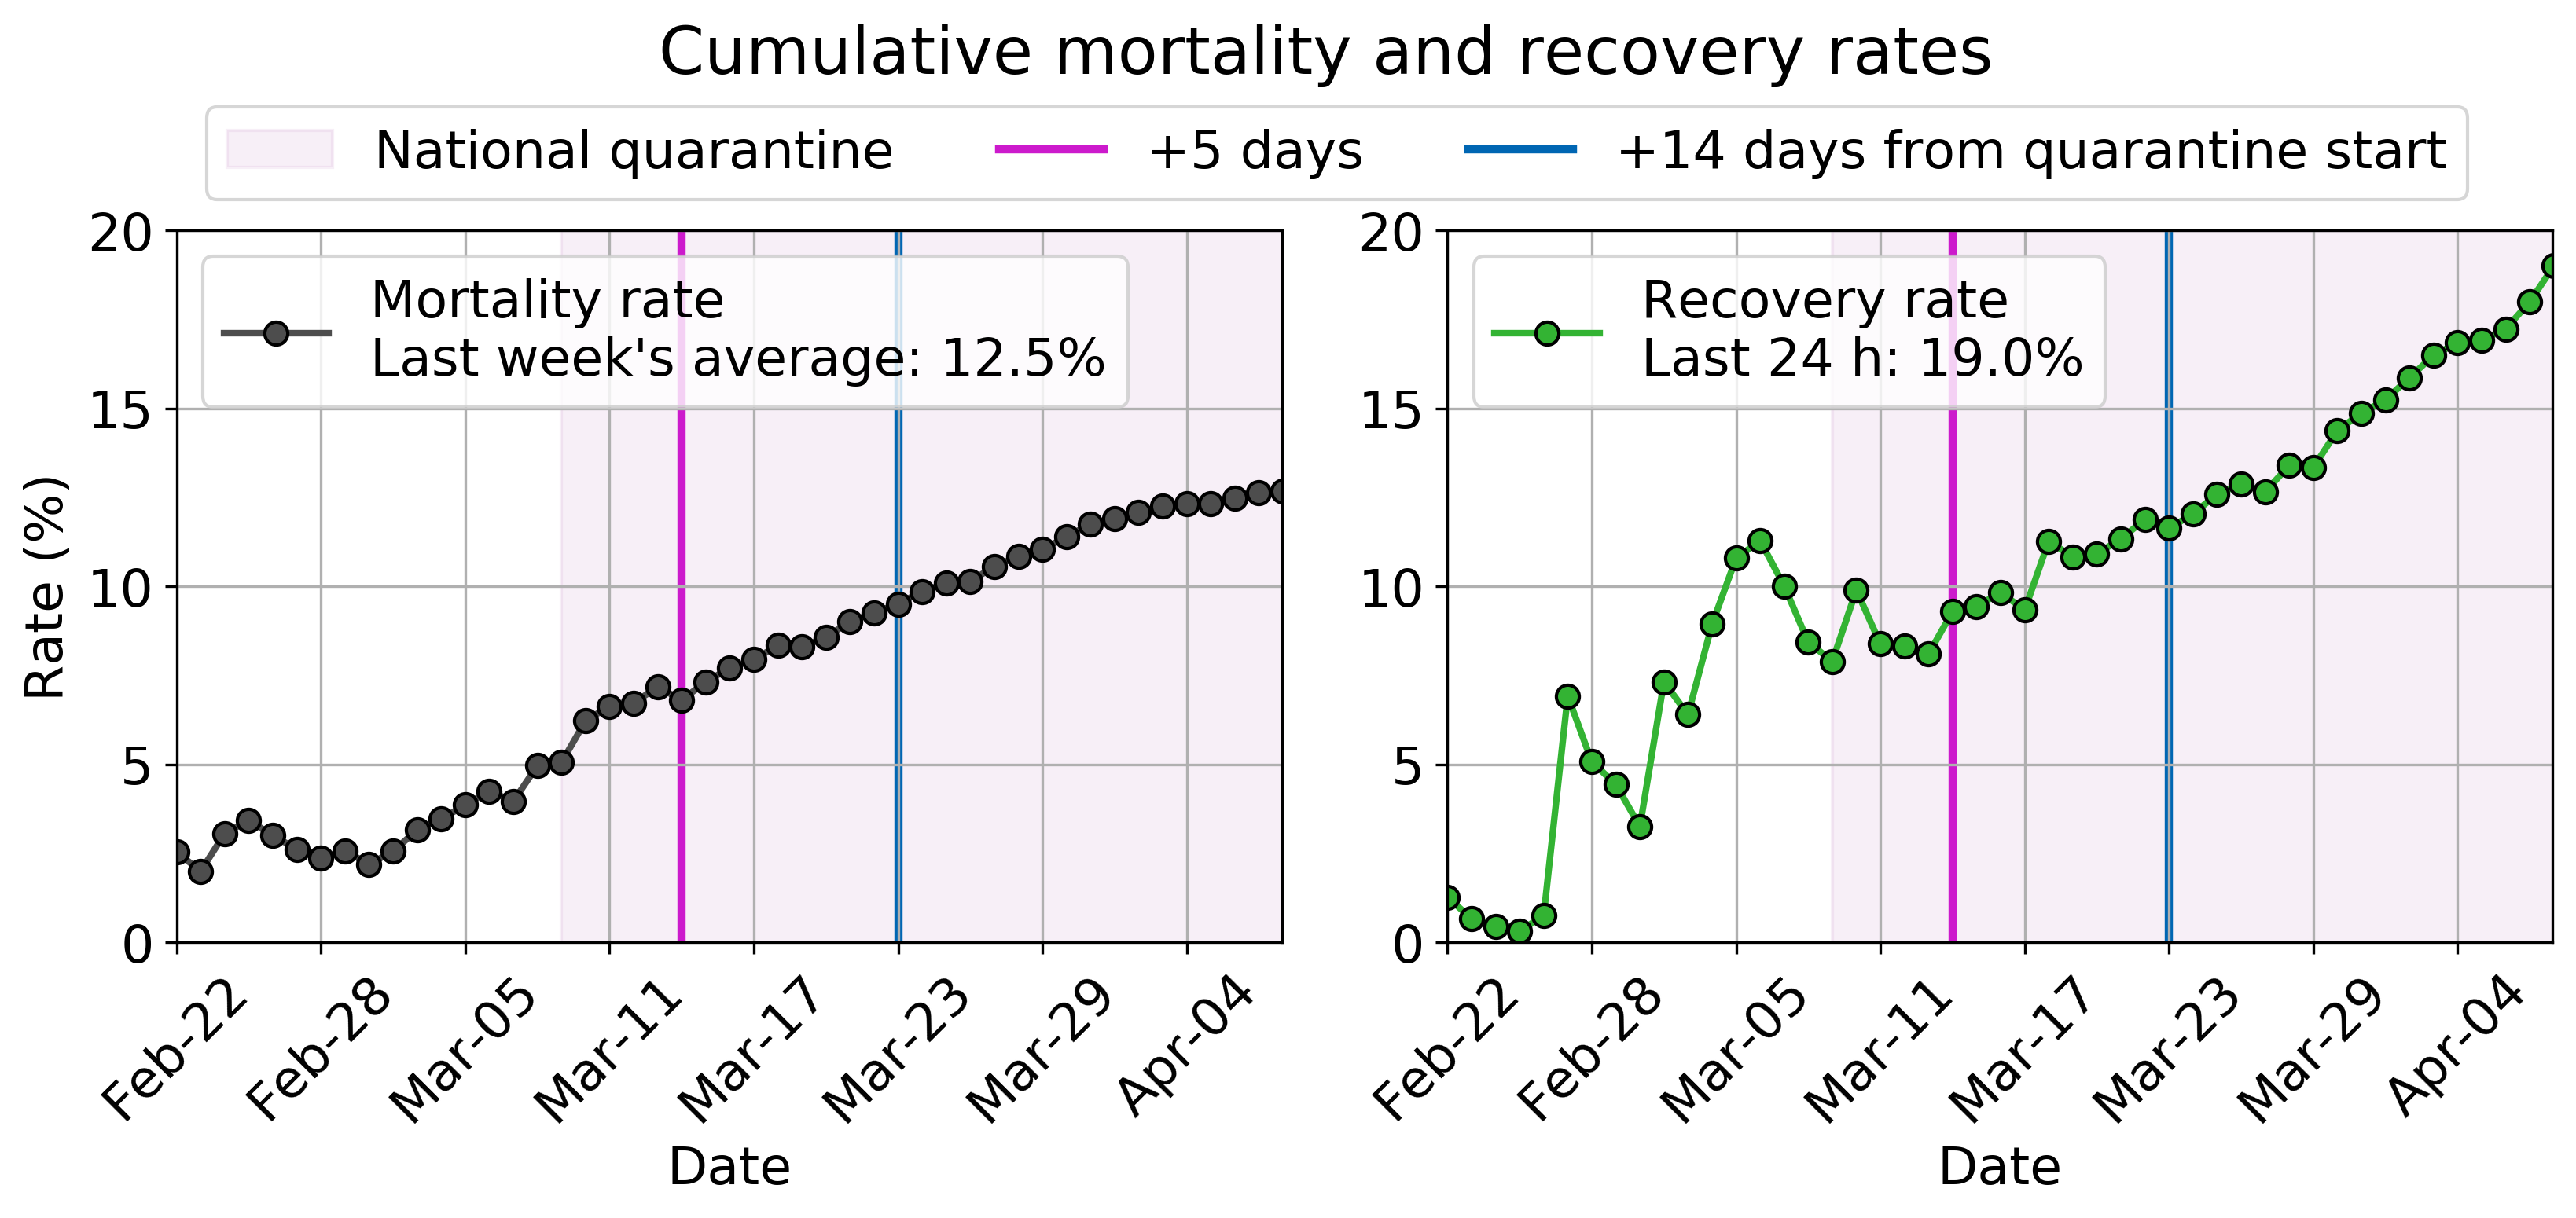 Cumulative mortality and recovery rates
National quarantine
+5 days
+14 days from quarantine start
Rate (%)
20
15
10
5
0
Mortality rate
Last week's average: 12.5%
Feb-22
Feb-28
Mar-05
Mar-11
Mar-17
Mar-23
Mar-29
Apr-04
Date
20
15
10
5
0
Recovery rate
Last 24 h: 19.0%
Feb-22
Feb-28
Mar-05
Mar-11
Mar-17
Mar-23
Mar-29
Apr-04
Date